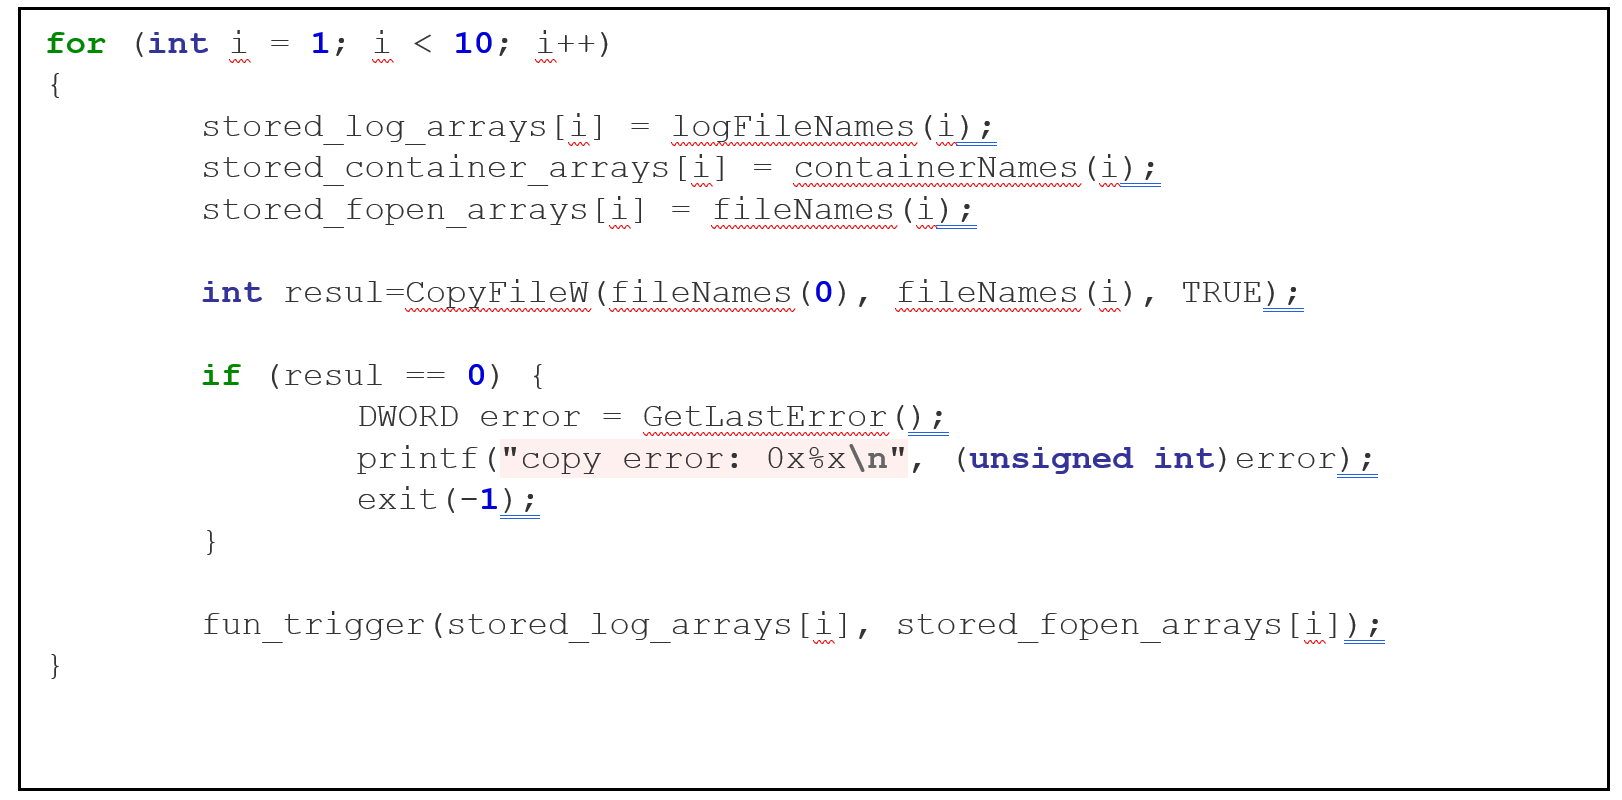 for (int i = 1; i < 10; i++)
{
        stored_log_arrays[i] = logFileNames(i);
        stored_container_arrays[i] = containerNames(i);
        stored_fopen_arrays[i] = fileNames(i);

        int resul=CopyFileW(fileNames(0), fileNames(i), TRUE);

        if (resul == 0) {
                DWORD error = GetLastError();
                printf("copy error: 0x%x\n", (unsigned int)error);
                exit(-1);
        }

        fun_trigger(stored_log_arrays[i], stored_fopen_arrays[i]);
}